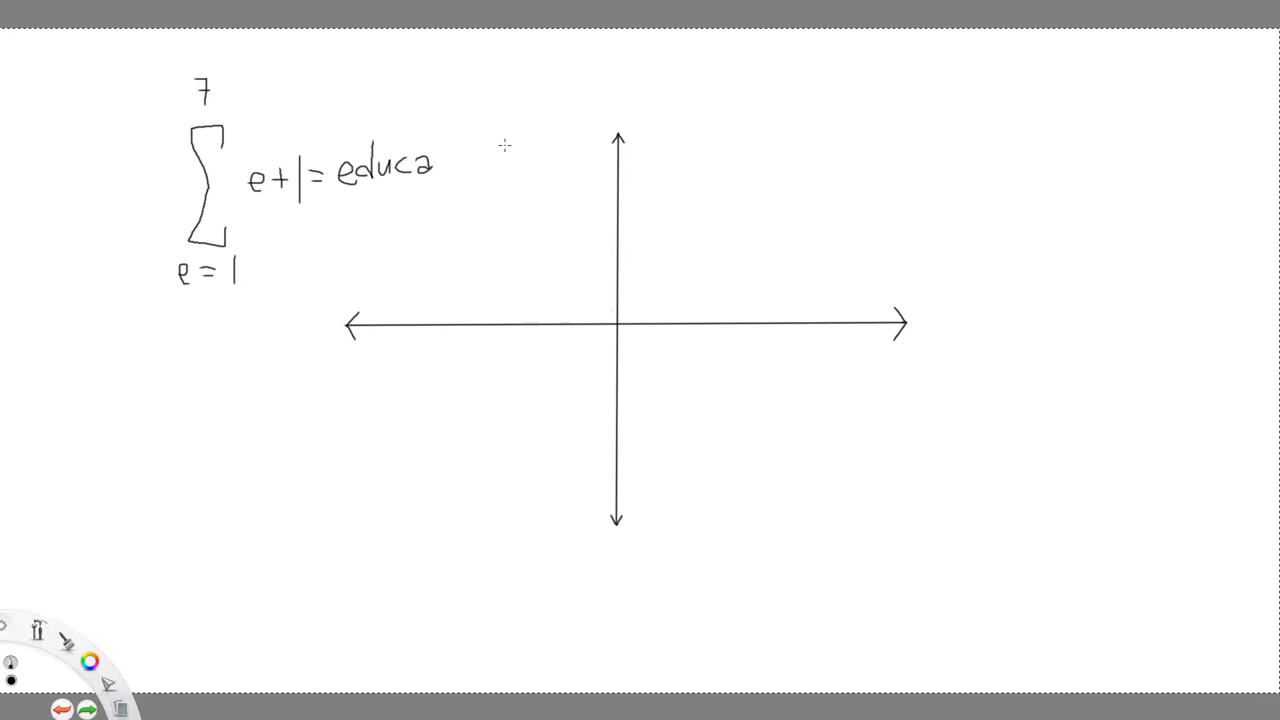 7
∑ e+1= educa
e = 1